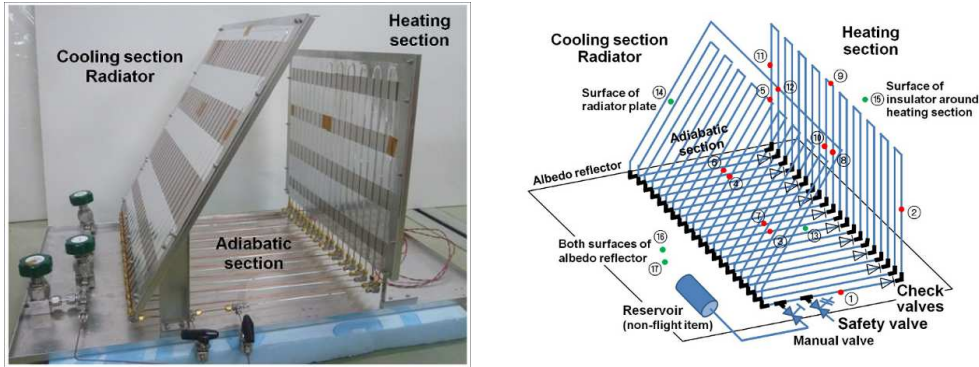 Cooling section
Radiator
Heating
section
Adiabatic
section
Cooling section
Radiator
Heating
section
⑪
⑨
⑭
⑤
⑫
Surface of
radiator plate
⑮
Surface of
insulator around
heating section
Adiabatic
section
⑩
⑧
⑥
④
Albedo reflector
②
⑦
③
⑬
Both surfaces of
albedo reflector
⑯
⑰
①
Reservoir
(non-flight item)
Check
valves
Safety valve
Manual valve